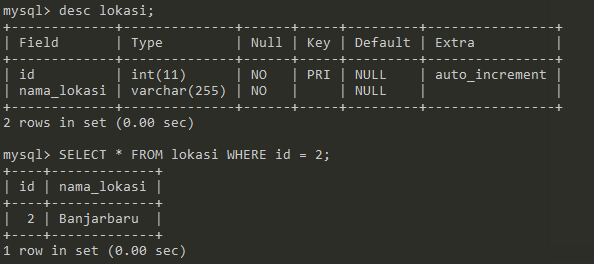 mysql> desc lokasi;
+-------------+--------------+------+-----+---------+----------------+
| Field       | Type         | Null | Key | Default | Extra          |
+-------------+--------------+------+-----+---------+----------------+
| id          | int(11)      | NO   | PRI | NULL    | auto_increment |
| nama_lokasi | varchar(255) | NO   |     | NULL    |                |
+-------------+--------------+------+-----+---------+----------------+
2 rows in set (0.00 sec)
mysql> SELECT * FROM lokasi WHERE id = 2;
+----+-------------+
| id | nama_lokasi |
+----+-------------+
|  2 | Banjarbaru  |
+----+-------------+
1 row in set (0.00 sec)